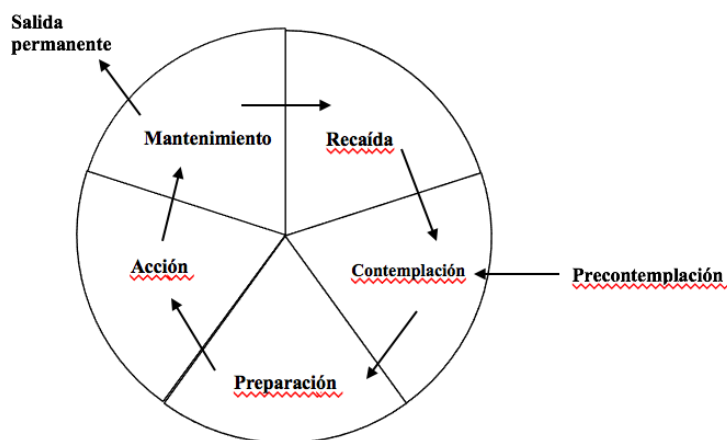 Salida
permanente
Mantenimiento
Recaída
Acción
Contemplación
Precontemplación
Preparación